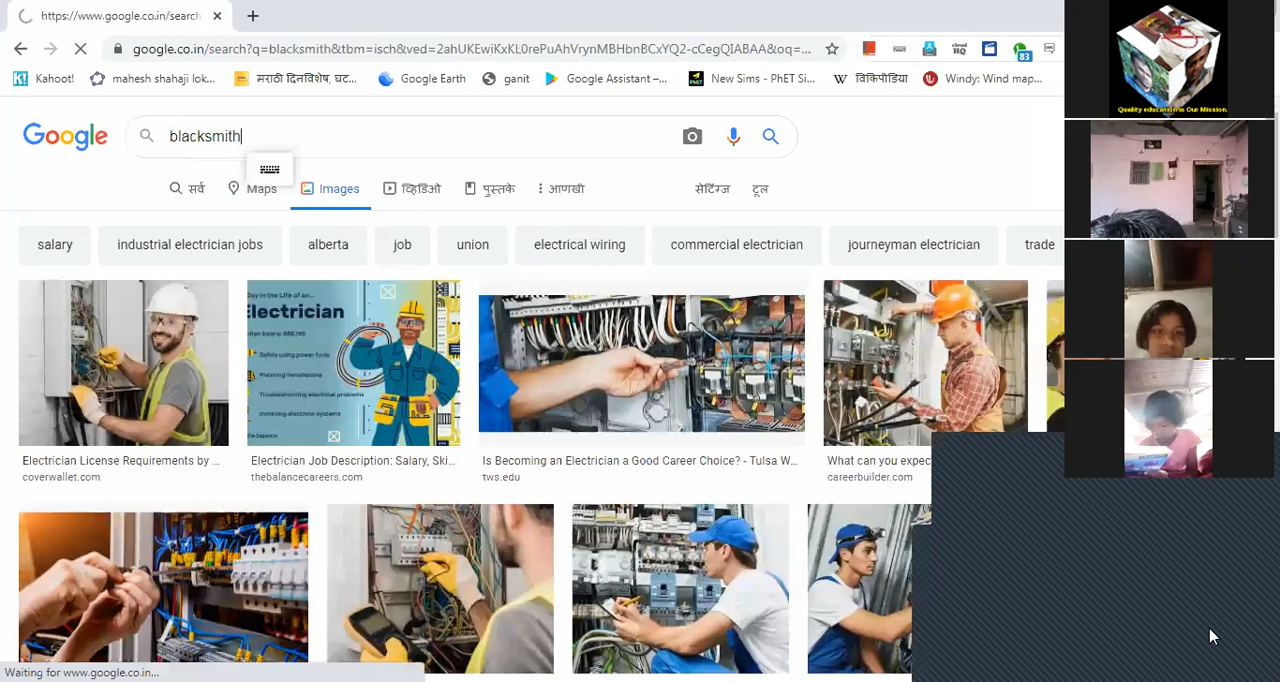 https://www.google.co.in/search
google.co.in/search?q=blacksmith&tbm=isch&ved=2ahUKEwiKxKL0rePuAhVrynMBHbnBCxYQ2-cCegQIABAA&oq=...
83
Kahoot!
mahesh shahaji lok...
मराठी दिनविशेष, घट...
Google Earth
ganit
Google Assistant –...
New Sims - PhET Si...
विकिपीडिया
Windy: Wind map...
Google
blacksmith
सर्व
Maps
Images
व्हिडिओ
पुस्तके
आणखी
सेटिंग्ज
टूल
salary
industrial electrician jobs
alberta
job
union
electrical wiring
commercial electrician
journeyman electrician
trade
Electrician
Electrician License Requirements by ...
coverwallet.com
Electrician Job Description: Salary, Ski...
thebalancecareers.com
Is Becoming an Electrician a Good Career Choice? - Tulsa W...
tws.edu
What can you expec
careerbuilder.com
Waiting for www.google.co.in...
Quality education is Our Mission.